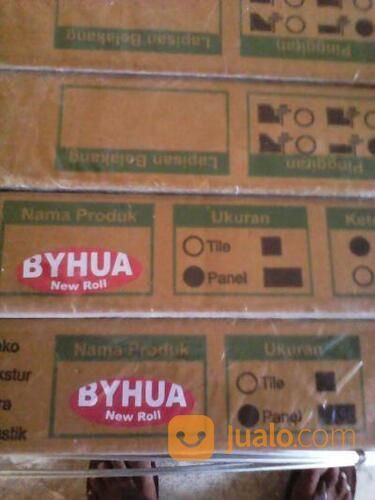 Lapisan Belakang
Pinggiran
Lapisan Belakang
Pinggiran
Nama Produk
Ukuran
BYHUA
New Roll
Tile
Panel
Nama Produk
Ukuran
BYHUA
New Roll
Tile
Panel
jualo.com